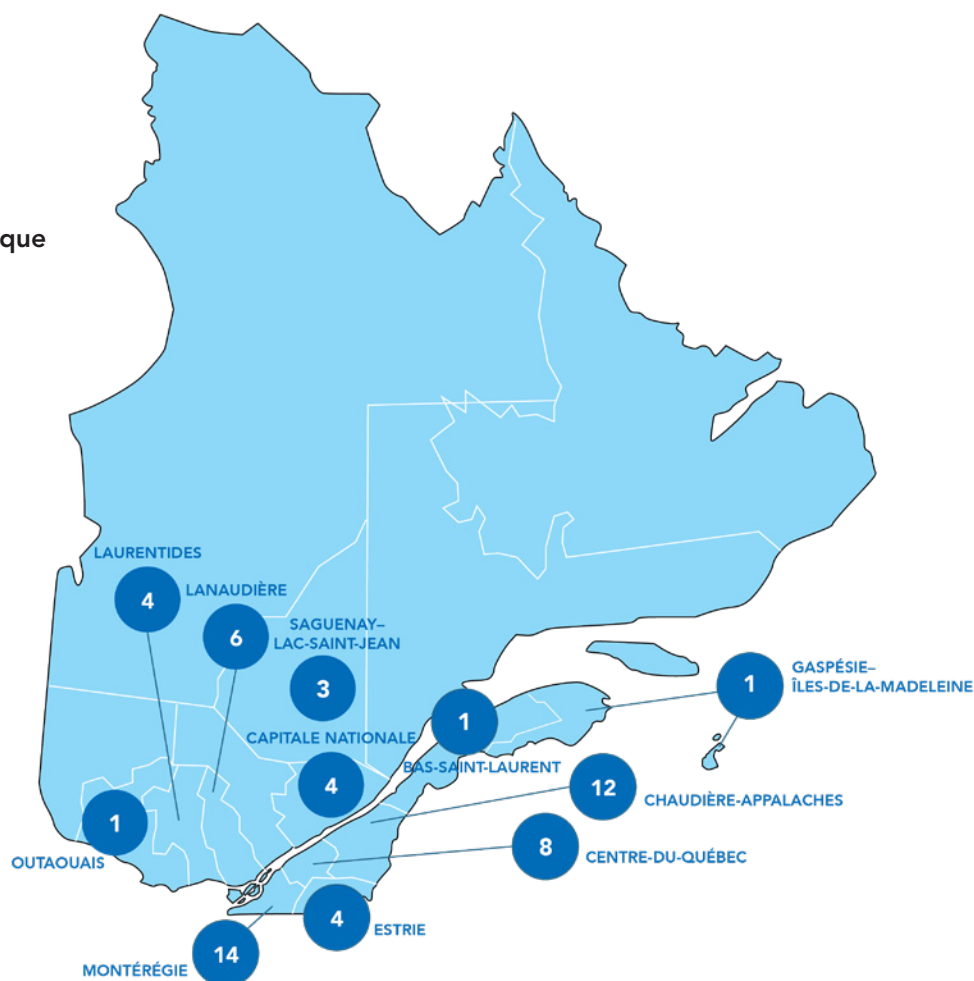 que
LAURENTIDES
4
LANAUDIÈRE
6
SAGUENAY–
LAC-SAINT-JEAN
3
GASPÉSIE–
ÎLES-DE-LA-MADELEINE
1
1
BAS-SAINT-LAURENT
CAPITALE NATIONALE
4
12
CHAUDIÈRE-APPALACHES
1
OUTAOUAIS
8
CENTRE-DU-QUÉBEC
4
ESTRIE
14
MONTÉRÉGIE